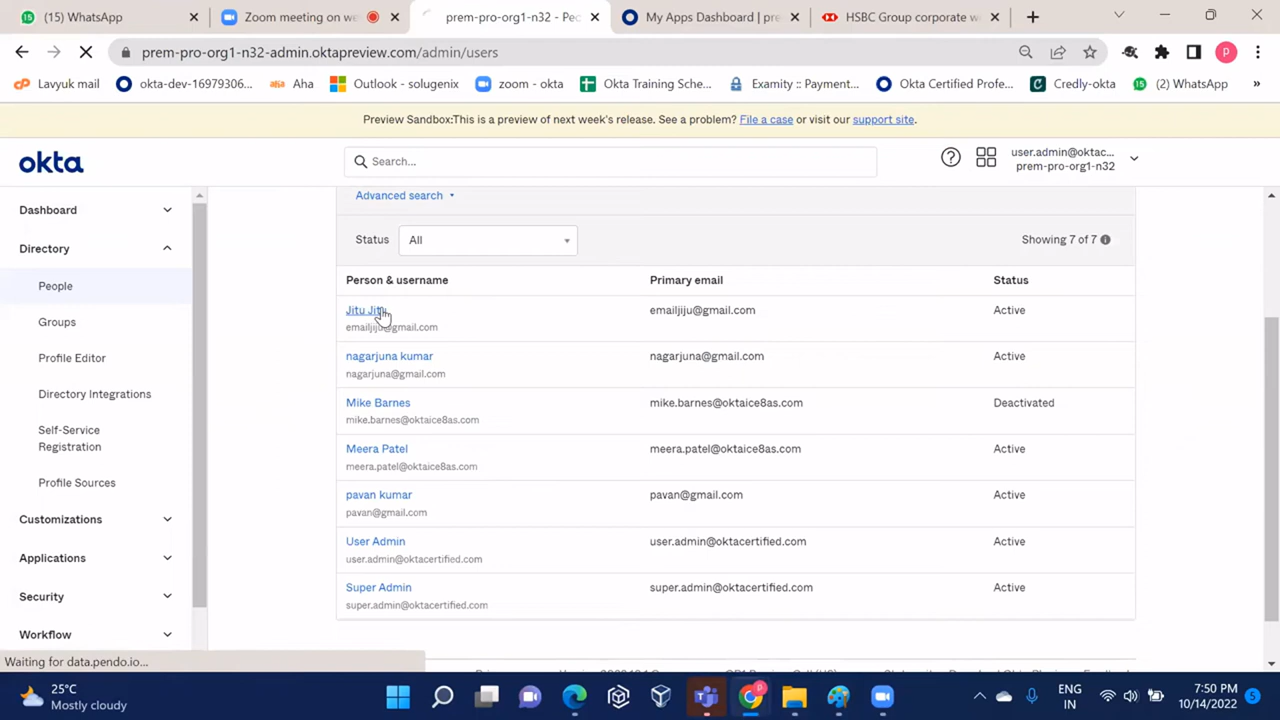 (15) WhatsApp
Zoom meeting on we
prem-pro-org1-n32 - Peo
My Apps Dashboard | pre
HSBC Group corporate w
prem-pro-org1-n32-admin.oktapreview.com/admin/users
p
Lavyuk mail
okta-dev-16979305...
Aha
Outlook - solugenix
zoom - okta
Okta Training Sche...
Examity :: Payment...
Okta Certified Profe...
Credly-okta
(2) WhatsApp
»
Preview Sandbox:This is a preview of next week's release. See a problem? File a case or visit our support site.
okta
Search...
user.admin@oktac...
prem-pro-org1-n32
Dashboard
Directory
People
Groups
Profile Editor
Directory Integrations
Self-Service
Registration
Profile Sources
Customizations
Applications
Security
Workflow
Advanced search
Status
All
Showing 7 of 7
Person & username
Primary email
Status
Jitu
emailjiju@gmail.com
Active
emailjiju@gmail.com
nagarjuna kumar
nagarjuna@gmail.com
Active
nagarjuna@gmail.com
Mike Barnes
mike.barnes@oktaice8as.com
Deactivated
mike.barnes@oktaice8as.com
Meera Patel
meera.patel@oktaice8as.com
Active
meera.patel@oktaice8as.com
pavan kumar
pavan@gmail.com
Active
pavan@gmail.com
User Admin
user.admin@oktacertified.com
Active
user.admin@oktacertified.com
Super Admin
super.admin@oktacertified.com
Active
super.admin@oktacertified.com
Waiting for data.pendo.io...
25°C
Mostly cloudy
ENG
IN
7:50 PM
10/14/2022
5